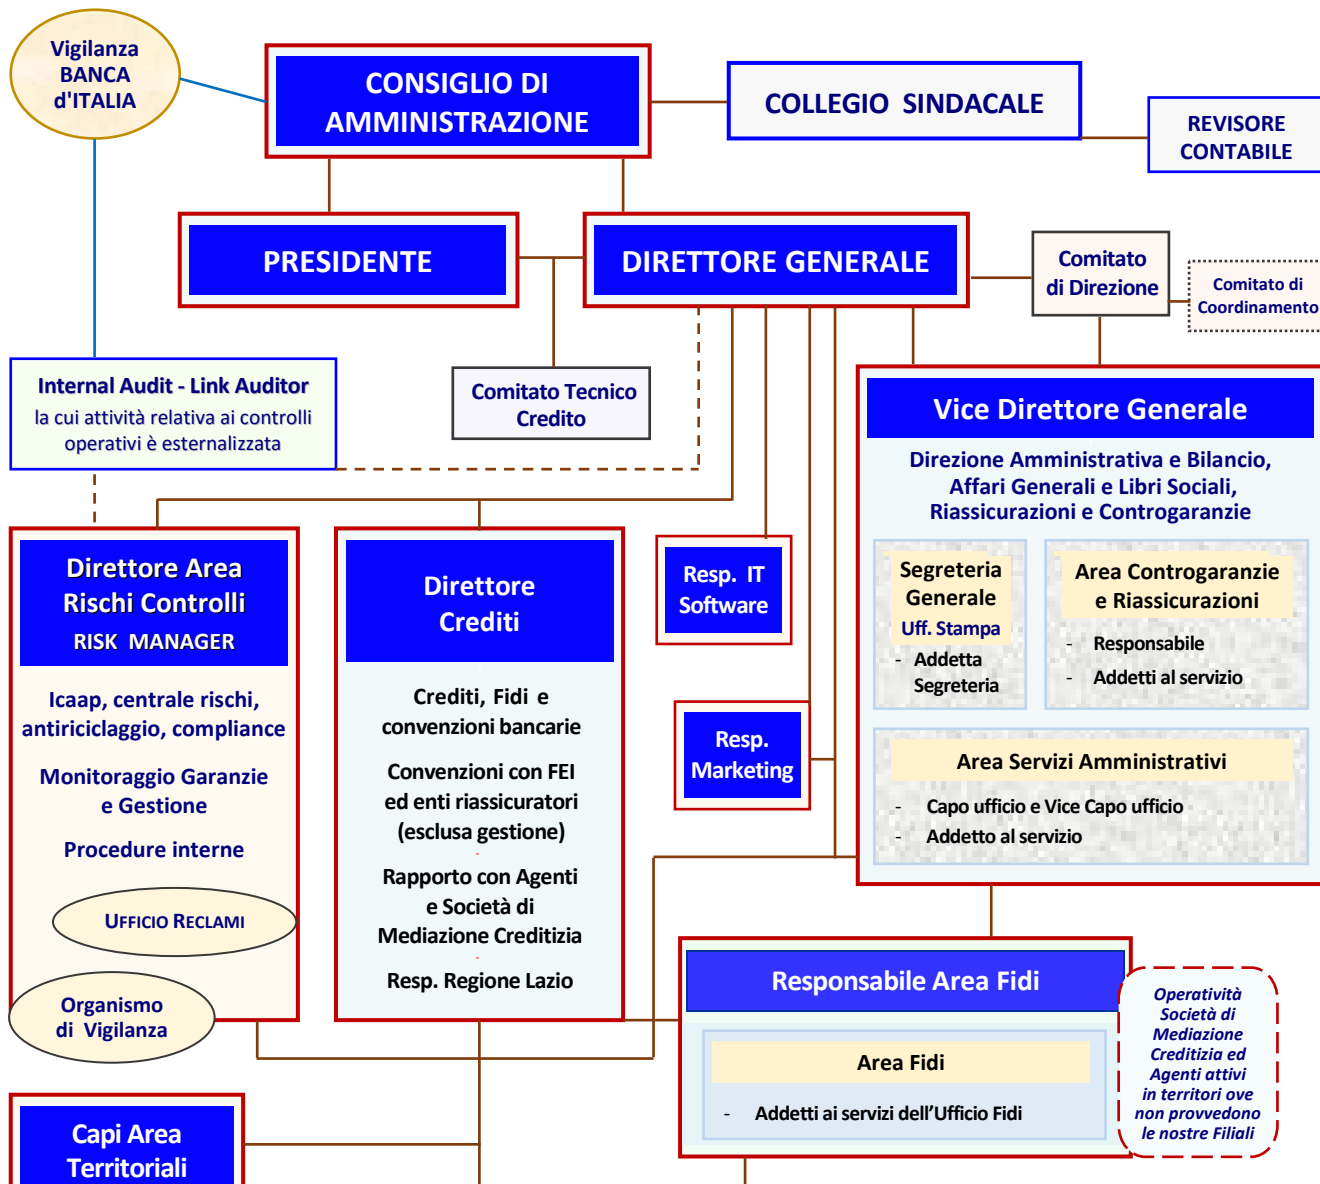 Vigilanza
BANCA
d'ITALIA
CONSIGLIO DI
AMMINISTRAZIONE
COLLEGIO SINDACALE
REVISORE
CONTABILE
PRESIDENTE
DIRETTORE GENERALE
Comitato
di Direzione
Comitato di
Coordinamento
Internal Audit - Link Auditor
la cui attività relativa ai controlli
operativi è esternalizzata
Comitato Tecnico
Credito
Vice Direttore Generale
Direzione Amministrativa e Bilancio,
Affari Generali e Libri Sociali,
Riassicurazioni e Controgaranzie
Segreteria
Generale
Uff. Stampa
- Addetta
Segreteria
Area Controgaranzie
e Riassicurazioni
- Responsabile
- Addetti al servizio
Area Servizi Amministrativi
- Capo ufficio e Vice Capo ufficio
- Addetto al servizio
Direttore Area
Rischi Controlli
RISK MANAGER
Icaap, centrale rischi,
antiriciclaggio, compliance
Monitoraggio Garanzie
e Gestione
Procedure interne
UFFICIO RECLAMI
Organismo
di Vigilanza
Direttore
Crediti
Crediti, Fidi e
convenzioni bancarie
Convenzioni con FEI
ed enti riassicuratori
(esclusa gestione)
-
Rapporto con Agenti
e Società di
Mediazione Creditizia
-
Resp. Regione Lazio
Resp. IT
Software
Resp.
Marketing
Responsabile Area Fidi
Area Fidi
- Addetti ai servizi dell'Ufficio Fidi
Operatività
Società di
Mediazione
Creditizia ed
Agenti attivi
in territori ove
non provvedono
le nostre Filiali
Capi Area
Territoriali